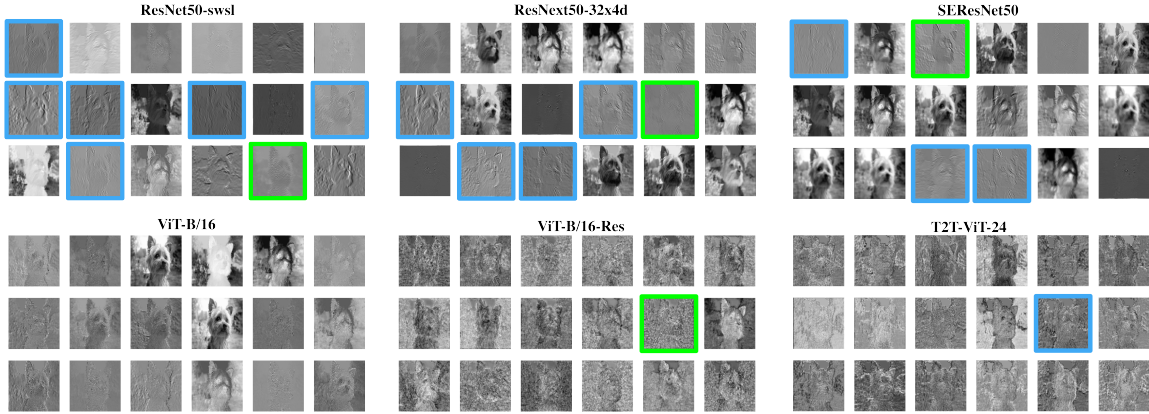 ResNet50-swsl
ResNext50-32x4d
SEResNet50
ViT-B/16
ViT-B/16-Res
T2T-ViT-24